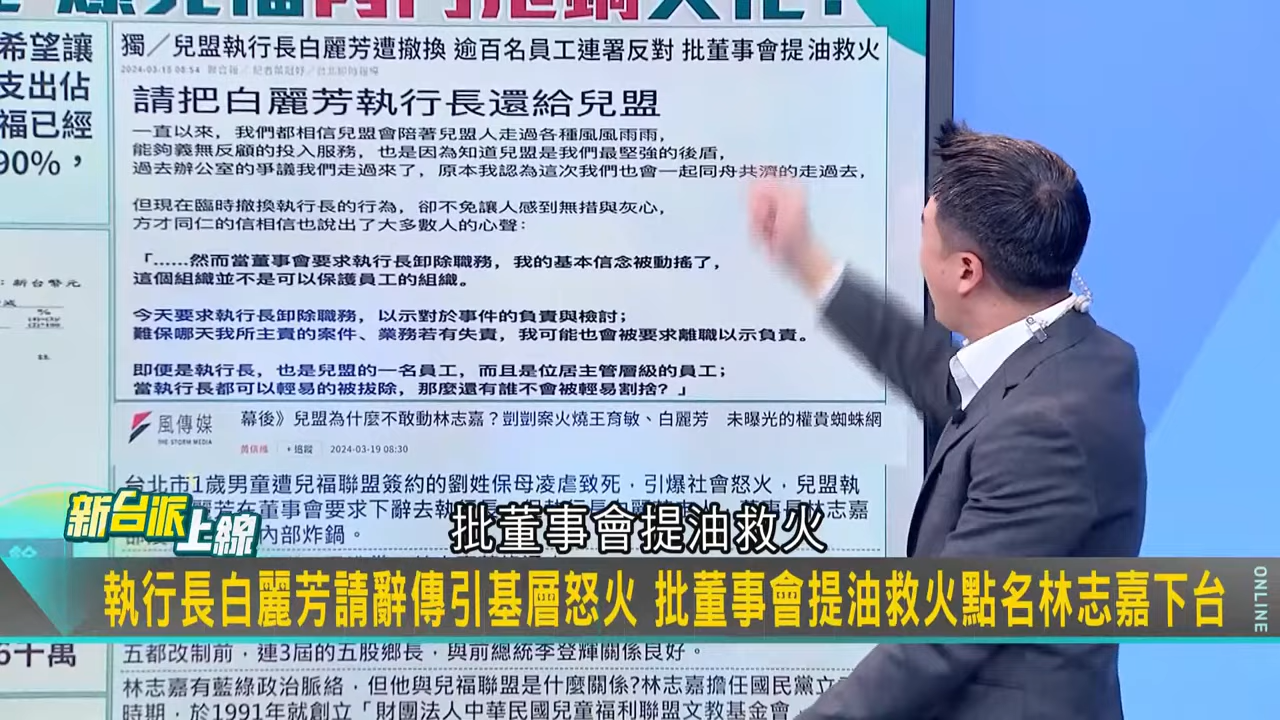 爆兒福
希望讓
支出佔
福已經
90%，
：新台幣元
%
獨／兒盟執行長白麗芳遭撤換 逾百名員工連署反對 批董事會提油救火
2024-03-15 08:54 聯合報／
請把白麗芳執行長還給兒盟
一直以來，我們都相信兒盟會陪著兒盟人走過各種風風雨雨，
能夠義無反顧的投入服務，也是因為知道兒盟是我們最堅強的後盾，
過去辦公室的爭議我們走過來了，原本我認為這次我們也會一起同舟共濟的走過去，
但現在臨時撤換執行長的行為，卻不免讓人感到無措與灰心，
方才同仁的信相信也說出了大多數人的心聲：
「......然而當董事會要求執行長卸除職務，我的基本信念被動搖了，
這個組織並不是可以保護員工的組織。
今天要求執行長卸除職務，以示對於事件的負責與檢討；
難保哪天我所主責的案件、業務若有失責，我可能也會被要求離職以示負責。
即便是執行長，也是兒盟的一名員工，而且是位居主管層級的員工；
當執行長都可以輕易的被拔除，那麼還有誰不會被輕易割捨？」
風傳媒
THE STORM MEDIA
幕後》兒盟為什麼不敢動林志嘉？剴剴案火燒王育敏、白麗芳 未曝光的權貴蜘蛛網
+ 追蹤
2024-03-19 08:30
台北市1歲男童遭兒福聯盟簽約的劉姓保母凌虐致死，引爆社會怒火，兒盟執
林志嘉
內部炸鍋。
新台派
上線
批董事會提油救火
執行長白麗芳請辭傳引基層怒火 批董事會提油救火點名林志嘉下台
ONLINE
千萬
五都改制前，連3屆的五股鄉長，與前總統李登輝關係良好。
林志嘉有藍綠政治脈絡，但他與兒福聯盟是什麼關係?林志嘉擔任國民黨立
時期，於1991年就創立「財團法人中華民國兒童福利聯盟文教基金會，